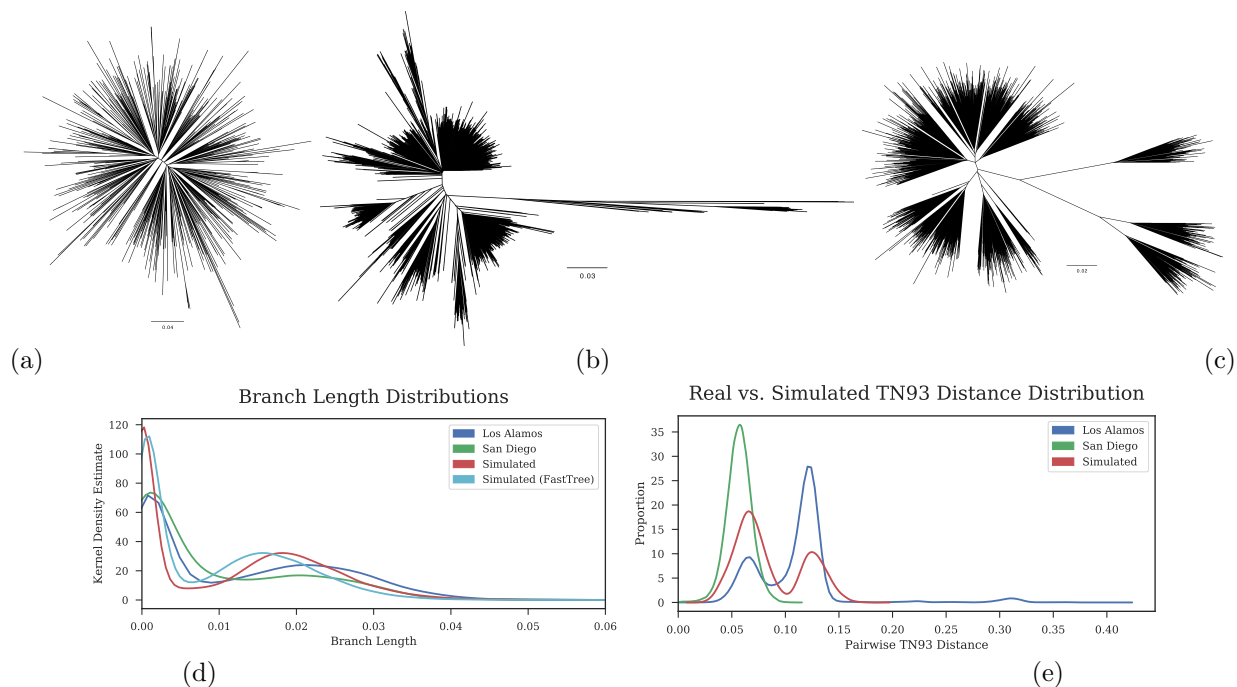 0.04
0.03
0.02
(a)
(b)
(c)
Branch Length Distributions
Kernel Density Estimate
120
100
80
60
40
20
0
Los Alamos
San Diego
Simulated
Simulated (FastTree)
0.00 0.01 0.02 0.03 0.04 0.05 0.06
Branch Length
(d)
Real vs. Simulated TN93 Distance Distribution
Proportion
35
30
25
20
15
10
5
0
Los Alamos
San Diego
Simulated
0.00 0.05 0.10 0.15 0.20 0.25 0.30 0.35 0.40
Pairwise TN93 Distance
(e)